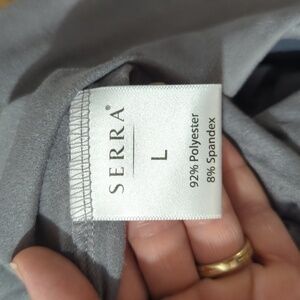 SERRA®
L
92% Polyester
8% Spandex